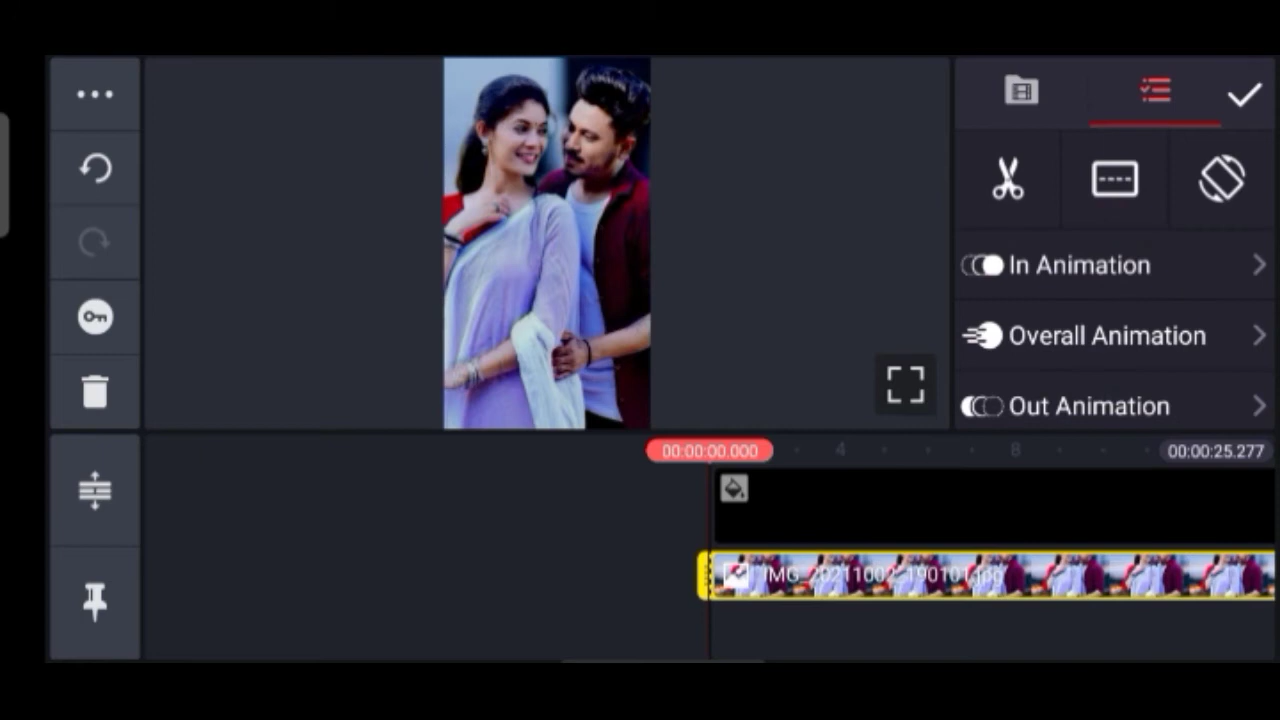 In Animation
Overall Animation
Out Animation
00:00:00.000
4
8
00:00:25.277
IMG_20211002_190101.jpg